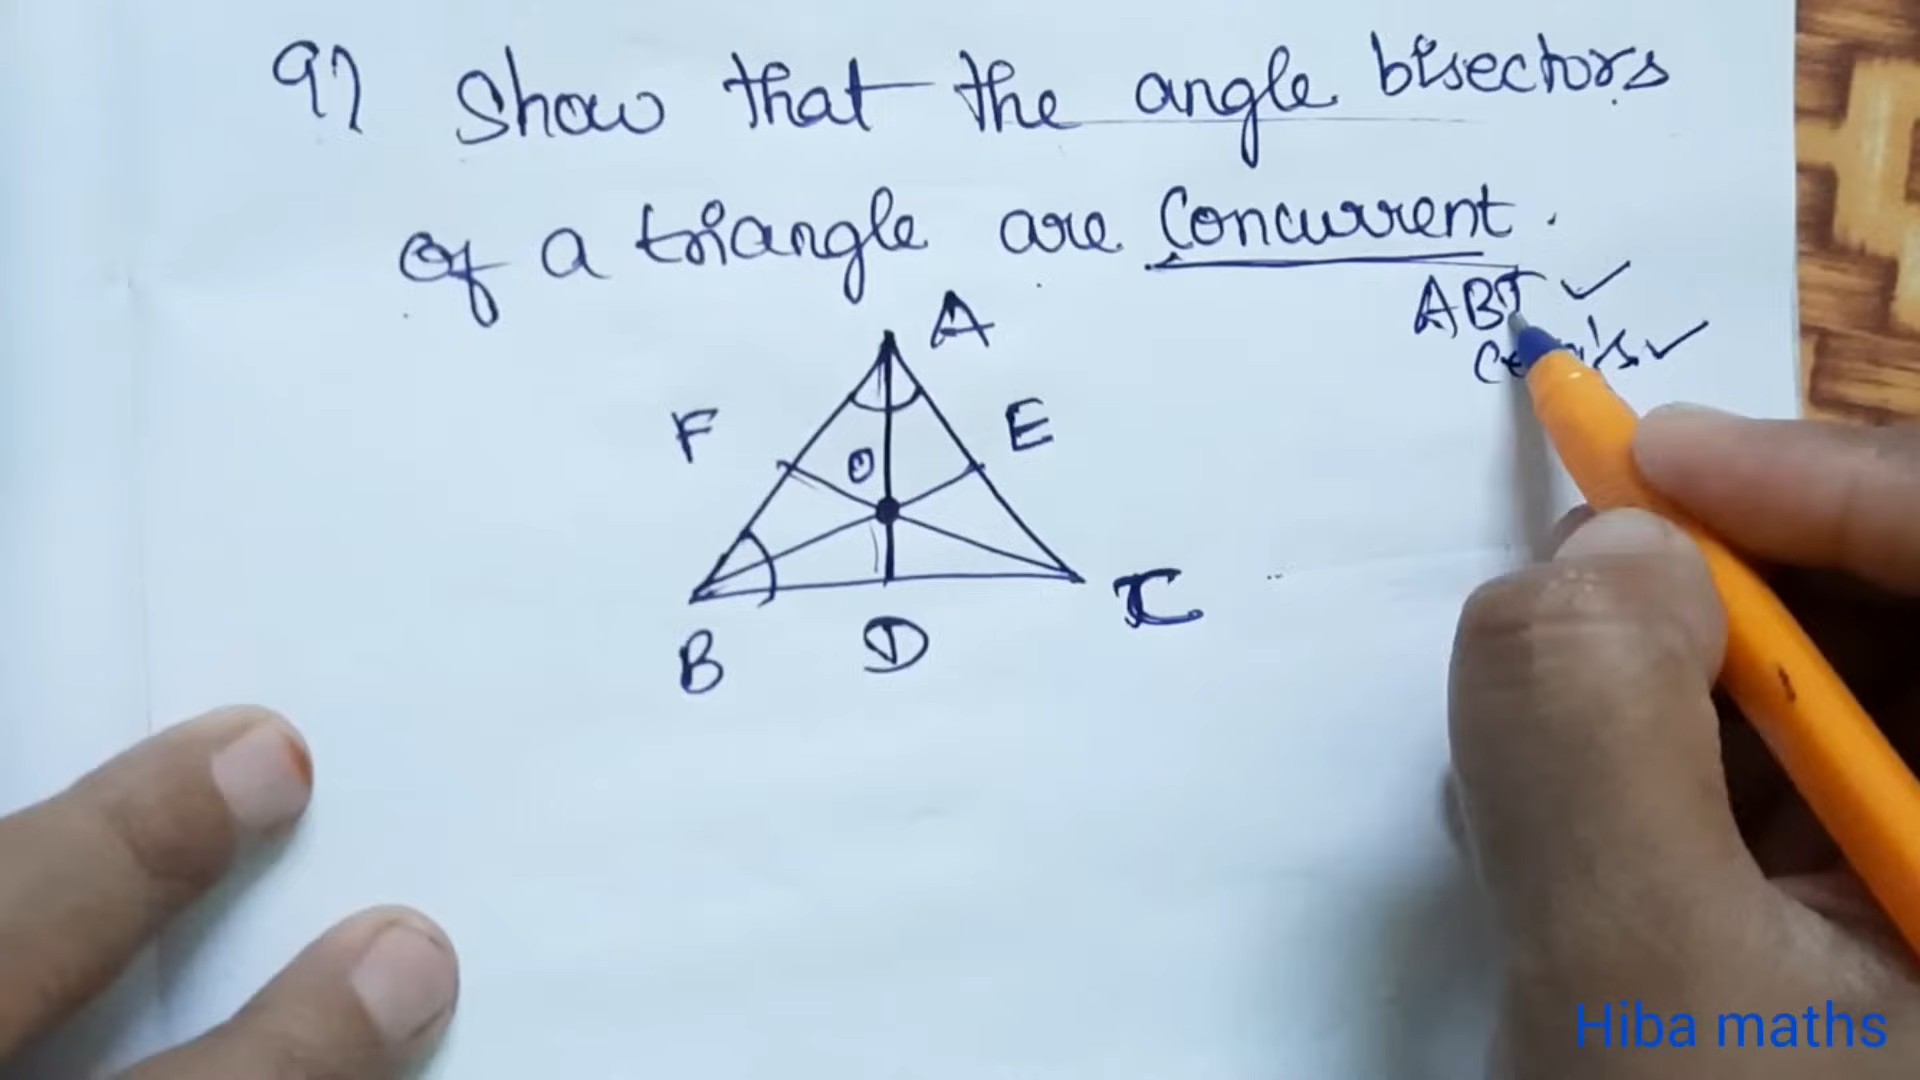 9) Show that the angle bisectors
of a triangle are Concurrent.
ABT ✓
A
F
E
O
B
D
C
Hiba maths